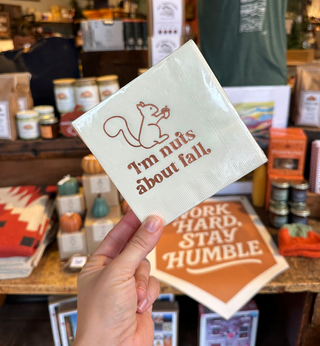 I'm nuts
about fall.
WORK
HARD.
STAY
HUMBLE